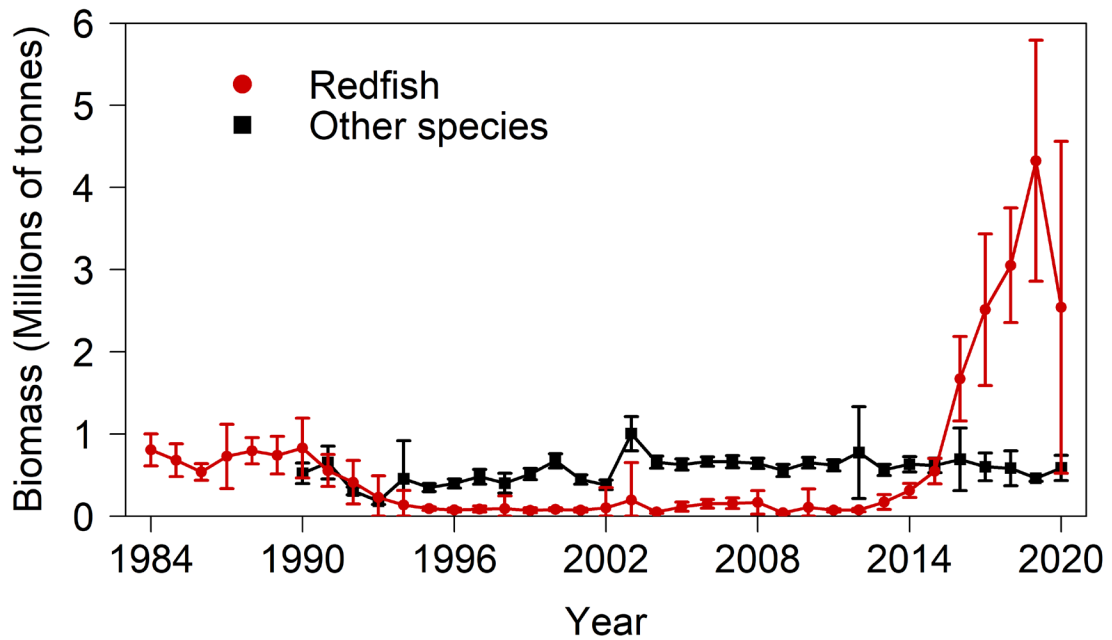 6
5
4
3
2
1
0
Biomass (Millions of tonnes)
Redfish
Other species
1984 1990 1996 2002 2008 2014 2020
Year